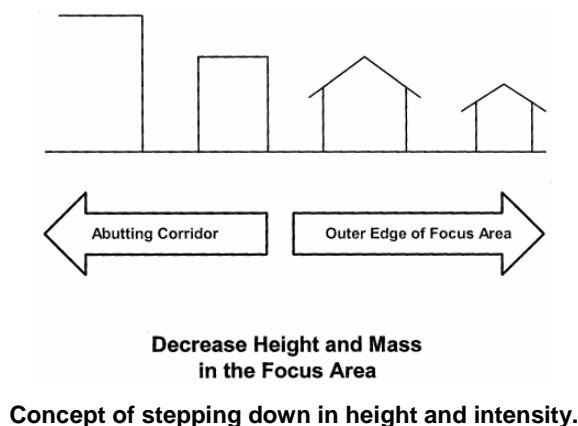 Abutting Corridor
Outer Edge of Focus Area
Decrease Height and Mass
in the Focus Area
Concept of stepping down in height and intensity.